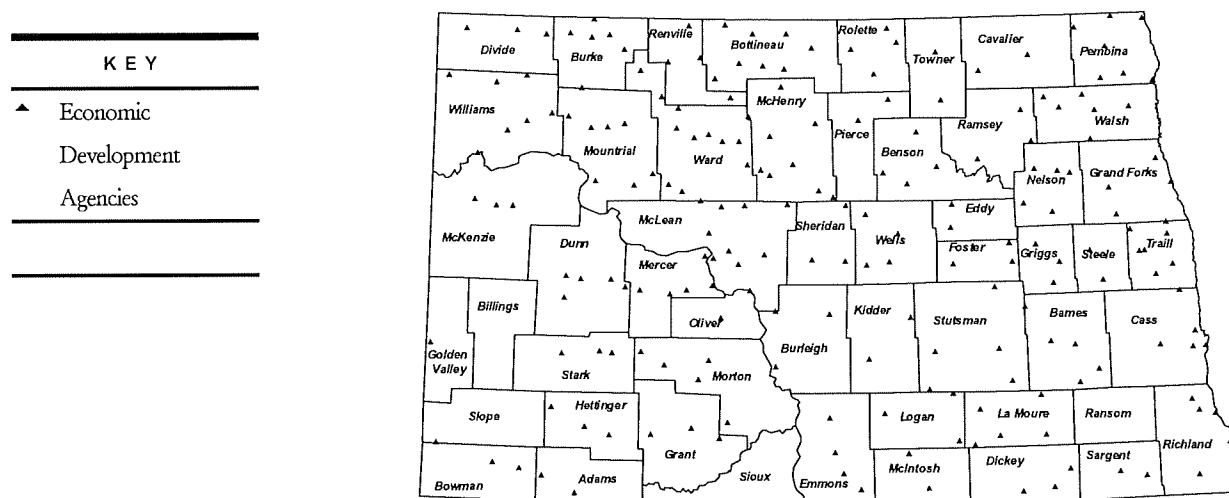 KEY
Economic
Development
Agencies
Divide
Burke
Renville
Bottineau
Rolette
Towner
Cavalier
Pembina
Williams
Mountrial
Ward
McHenry
Pierce
Benson
Ramsey
Walsh
Nelson
Grand Forks
McKenzie
Dunn
McLean
Mercer
Oliver
Sheridan
Wells
Eddy
Foster
Griggs
Steele
Traill
Billings
Golden
Valley
Stark
Morton
Burleigh
Kidder
Stutsman
Barnes
Cass
Slope
Hettinger
Grant
Sioux
Emmons
Logan
La Moure
Ransom
Richland
Bowman
Adams
McIntosh
Dickey
Sargent